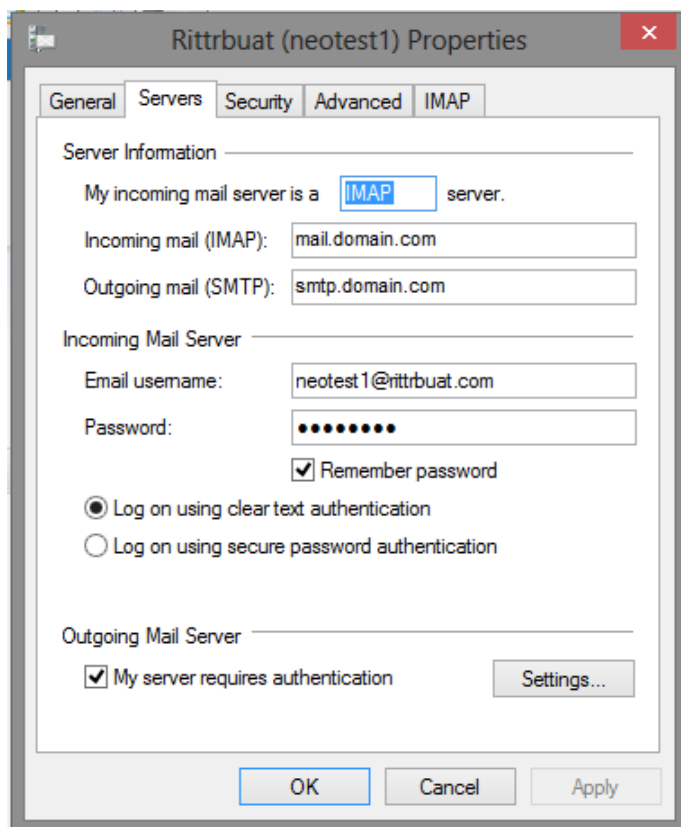 Rittrbuat (neotest1) Properties
General Servers Security Advanced IMAP
Server Information
My incoming mail server is a IMAP server.
Incoming mail (IMAP): mail.domain.com
Outgoing mail (SMTP): smtp.domain.com
Incoming Mail Server
Email username: neotest1@rittrbuat.com
Password: ●●●●●●●●
Remember password
Log on using clear text authentication
Log on using secure password authentication
Outgoing Mail Server
My server requires authentication Settings...
OK Cancel Apply